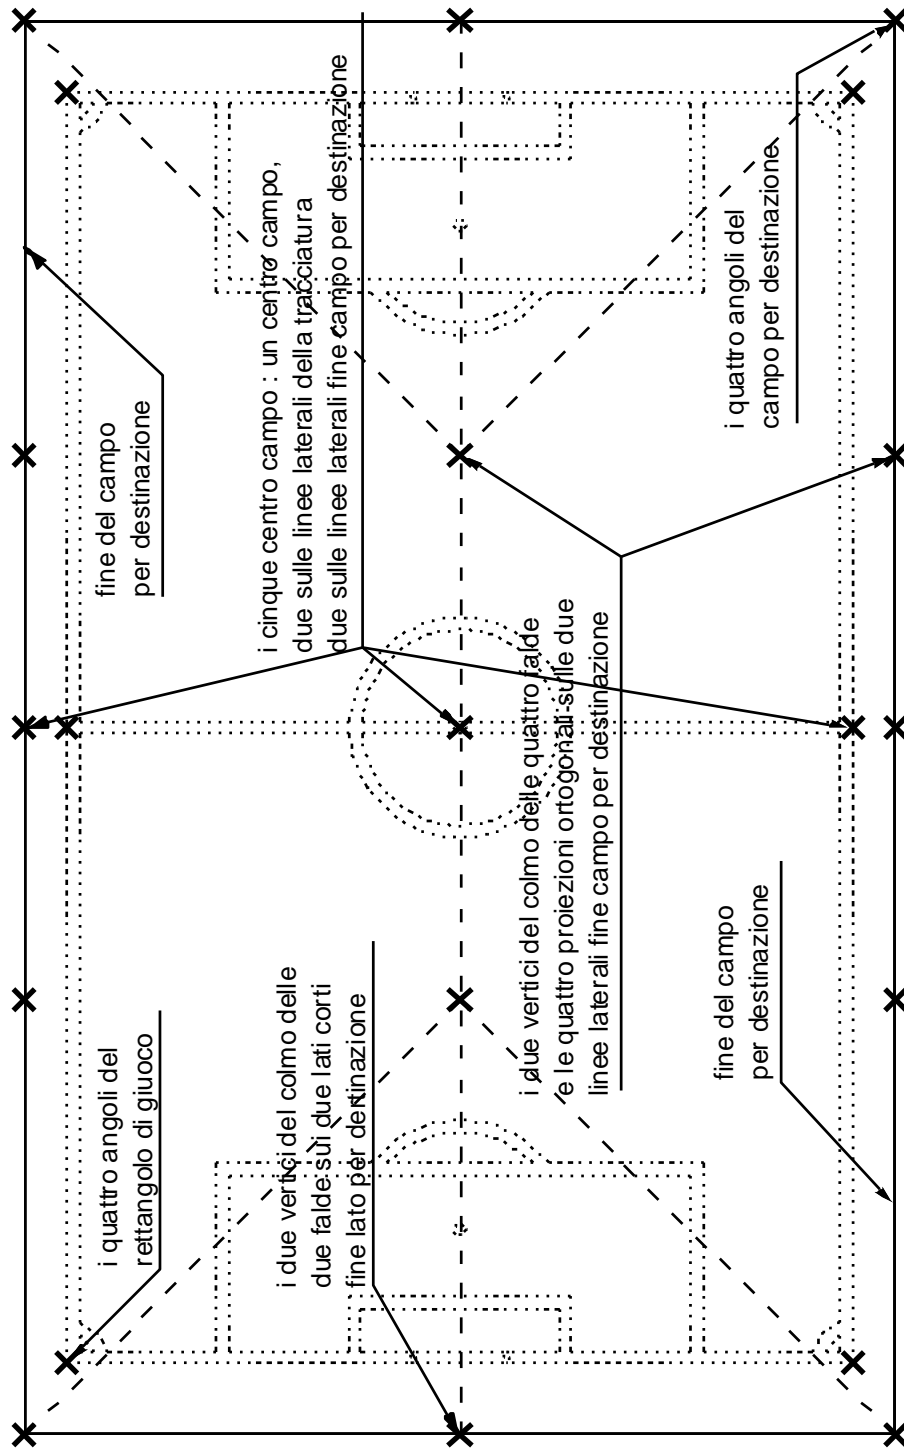 fine del campo
per destinazione
i quattro angoli del
rettangolo di giuoco
i cinque centro campo : un centro campo,
due sulle linee laterali della tracciatura
due sulle linee laterali fine campo per destinazione
i due vertici del colmo delle
due falde sui due lati corti
fine lato per dertinazione
i due vertici del colmo delle quattro falde
e le quattro proiezioni ortogonali sulle due
linee laterali fine campo per destinazione
i quattro angoli del
campo per destinazione
fine del campo
per destinazione